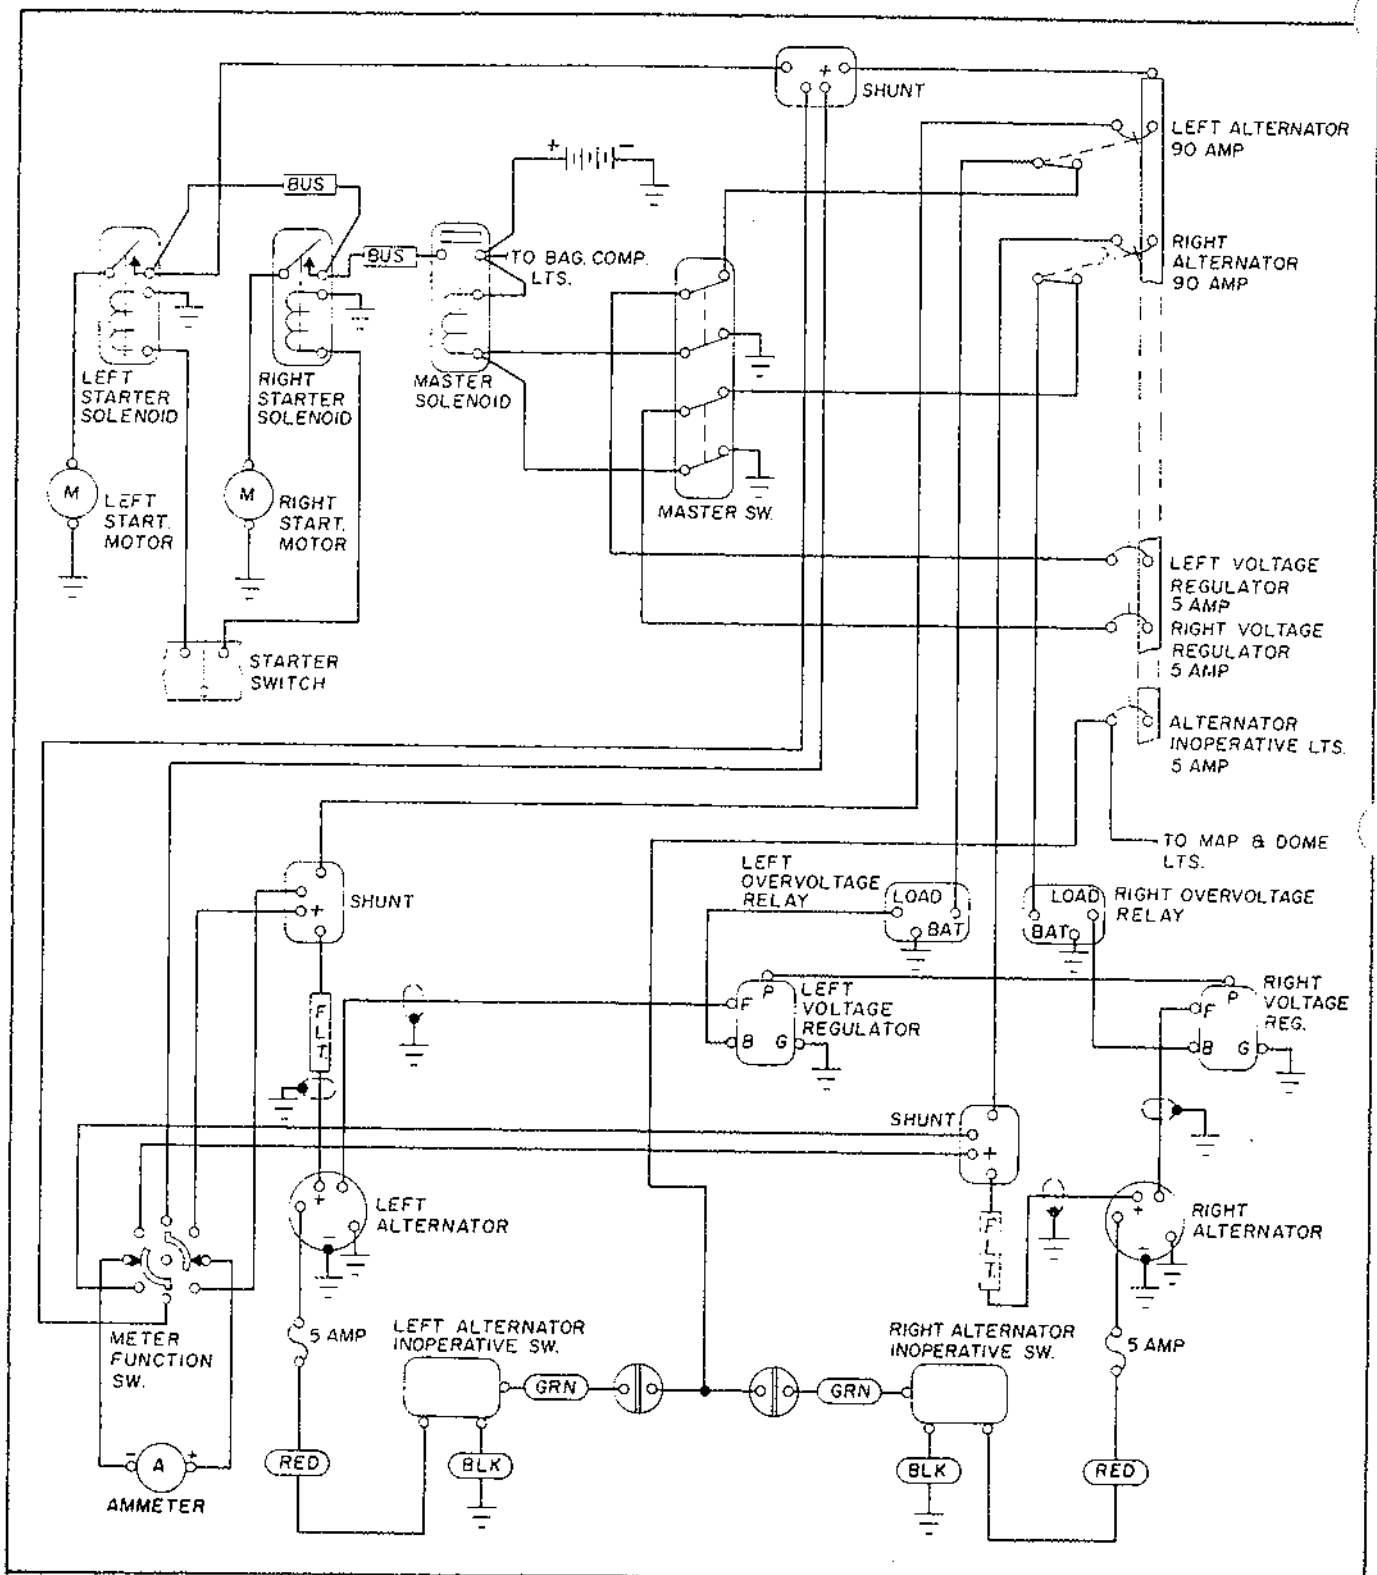 +
SHUNT
LEFT ALTERNATOR
90 AMP
+ −
BUS
BUS
TO BAG. COMP.
LTS.
RIGHT
ALTERNATOR
90 AMP
LEFT
STARTER
SOLENOID
RIGHT
STARTER
SOLENOID
MASTER
SOLENOID
MASTER SW.
M
LEFT
START.
MOTOR
M
RIGHT
START.
MOTOR
LEFT VOLTAGE
REGULATOR
5 AMP
RIGHT VOLTAGE
REGULATOR
5 AMP
STARTER
SWITCH
ALTERNATOR
INOPERATIVE LTS.
5 AMP
TO MAP & DOME
LTS.
SHUNT
+
LEFT
OVERVOLTAGE
RELAY
LOAD
BAT
LOAD
BAT
RIGHT OVERVOLTAGE
RELAY
FLT.
P
F
B G
LEFT
VOLTAGE
REGULATOR
P
F
B G
RIGHT
VOLTAGE
REG.
SHUNT
+
+
−
LEFT
ALTERNATOR
FLT.
+
−
RIGHT
ALTERNATOR
METER
FUNCTION
SW.
5 AMP
LEFT ALTERNATOR
INOPERATIVE SW.
RIGHT ALTERNATOR
INOPERATIVE SW.
5 AMP
GRN
GRN
− A +
AMMETER
RED
BLK
BLK
RED